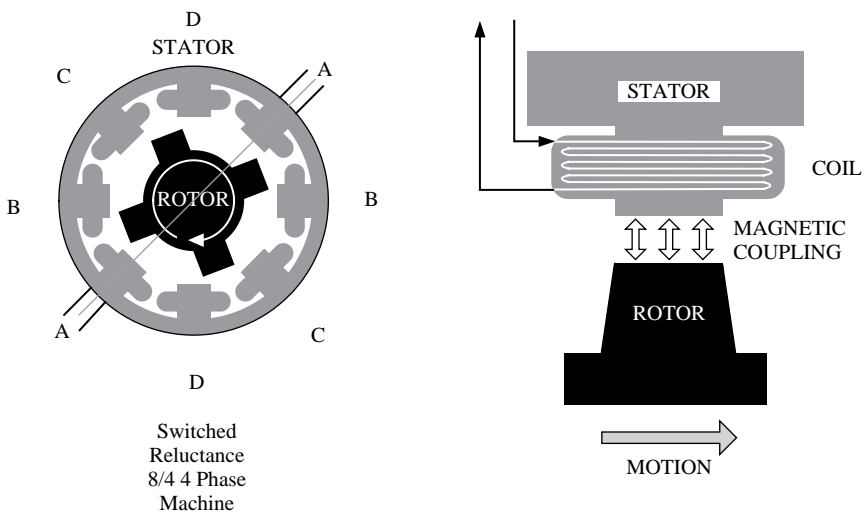 D
STATOR
A
C
B
ROTOR
B
A
C
D
Switched
Reluctance
8/4 4 Phase
Machine
STATOR
COIL
MAGNETIC
COUPLING
ROTOR
MOTION